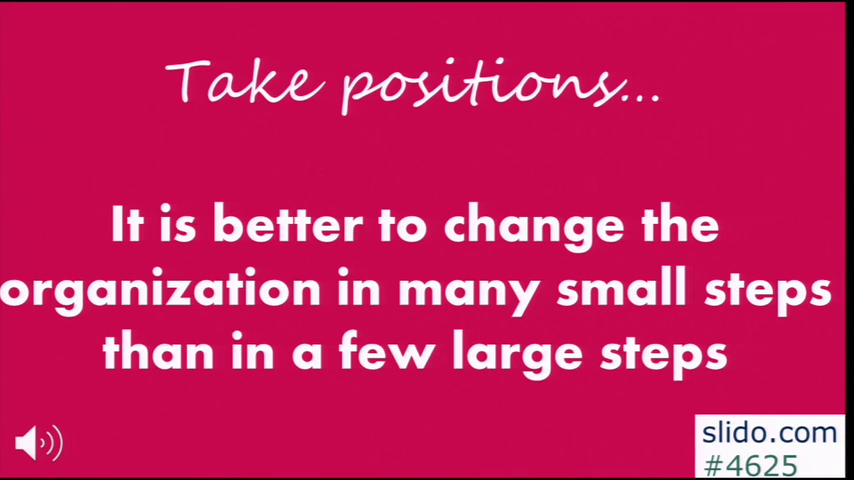 Take positions...
It is better to change the
organization in many small steps
than in a few large steps
slido.com
#4625